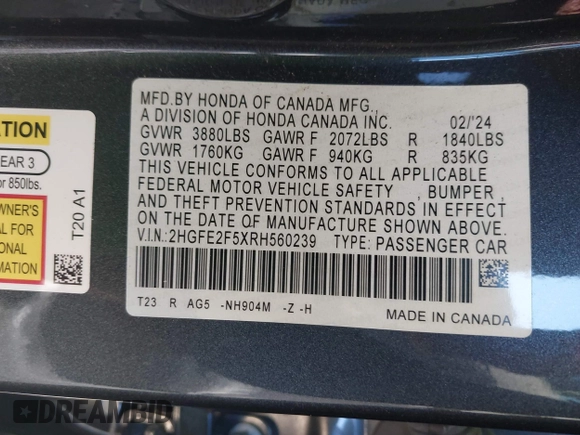 ATION
EAR 3
r 850lbs.
WNER'S
AL FOR
IONAL
RMATION
T20 A1
MFD.BY HONDA OF CANADA MFG.,
A DIVISION OF HONDA CANADA INC. 02/'24
GVWR 3880LBS GAWR F 2072LBS R 1840LBS
GVWR 1760KG GAWR F 940KG R 835KG
THIS VEHICLE CONFORMS TO ALL APPLICABLE
FEDERAL MOTOR VEHICLE SAFETY , BUMPER ,
AND THEFT PREVENTION STANDARDS IN EFFECT
ON THE DATE OF MANUFACTURE SHOWN ABOVE.
V.I.N.:2HGFE2F5XRH560239 TYPE: PASSENGER CAR
T23 R AG5 -NH904M -Z -H
MADE IN CANADA
DREAMBID